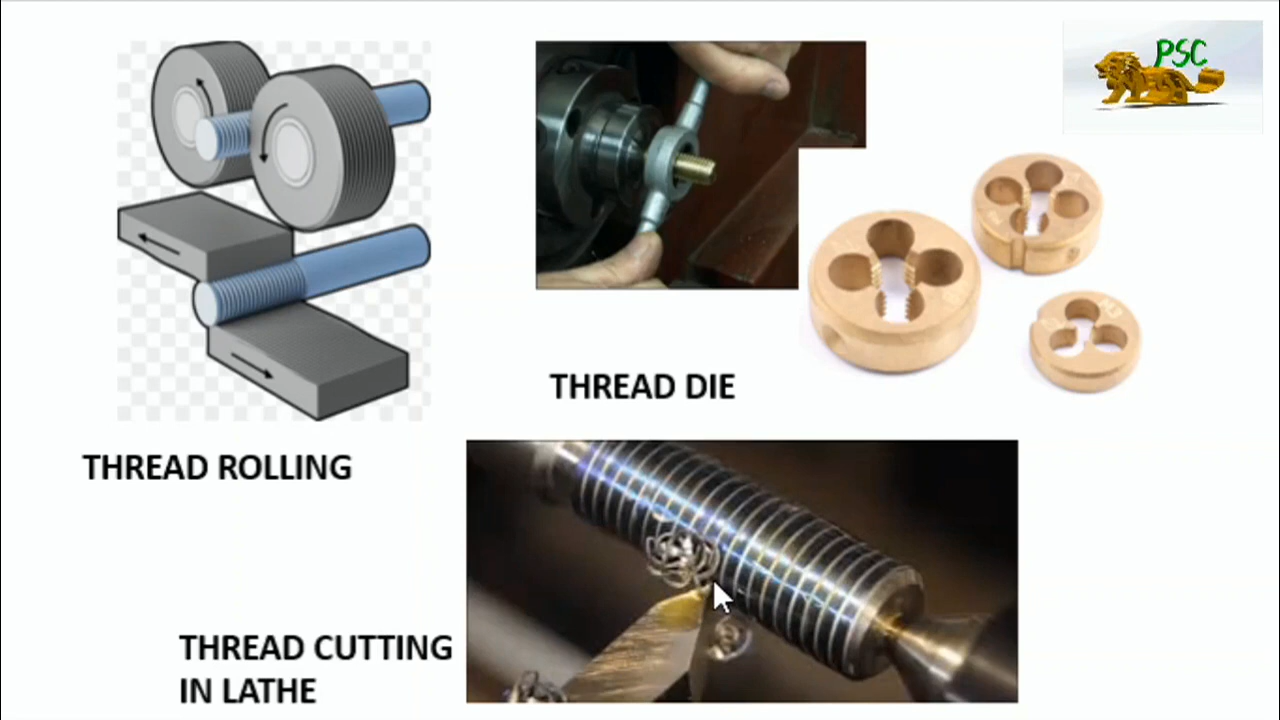 PSC
THREAD DIE
THREAD ROLLING
THREAD CUTTING
IN LATHE